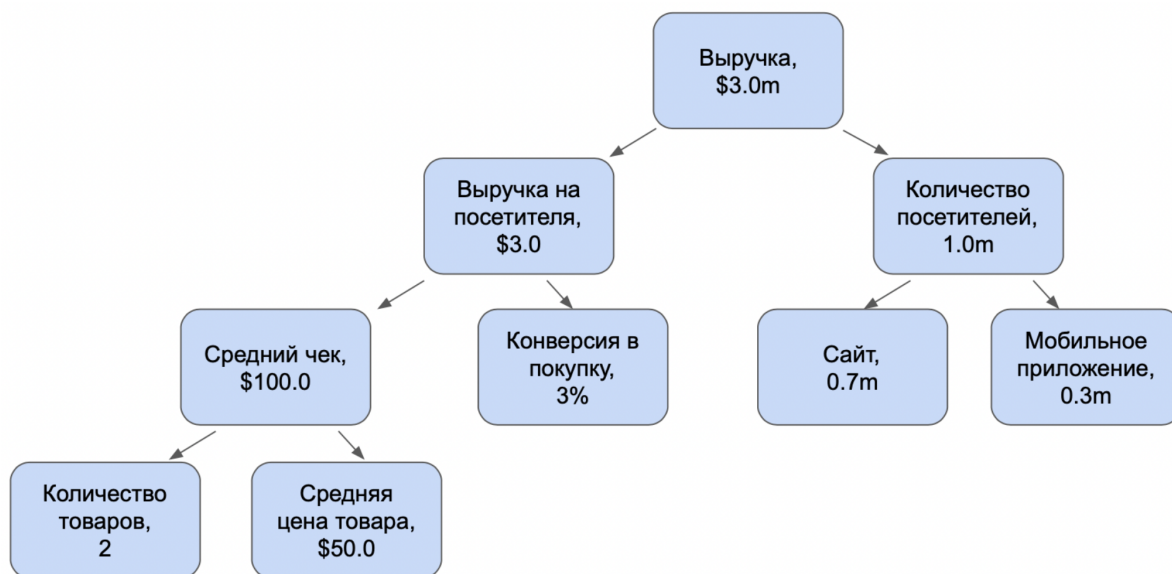 Выручка,
$3.0m
Выручка на
посетителя,
$3.0
Количество
посетителей,
1.0m
Средний чек,
$100.0
Конверсия в
покупку,
3%
Сайт,
0.7m
Мобильное
приложение,
0.3m
Количество
товаров,
2
Средняя
цена товара,
$50.0